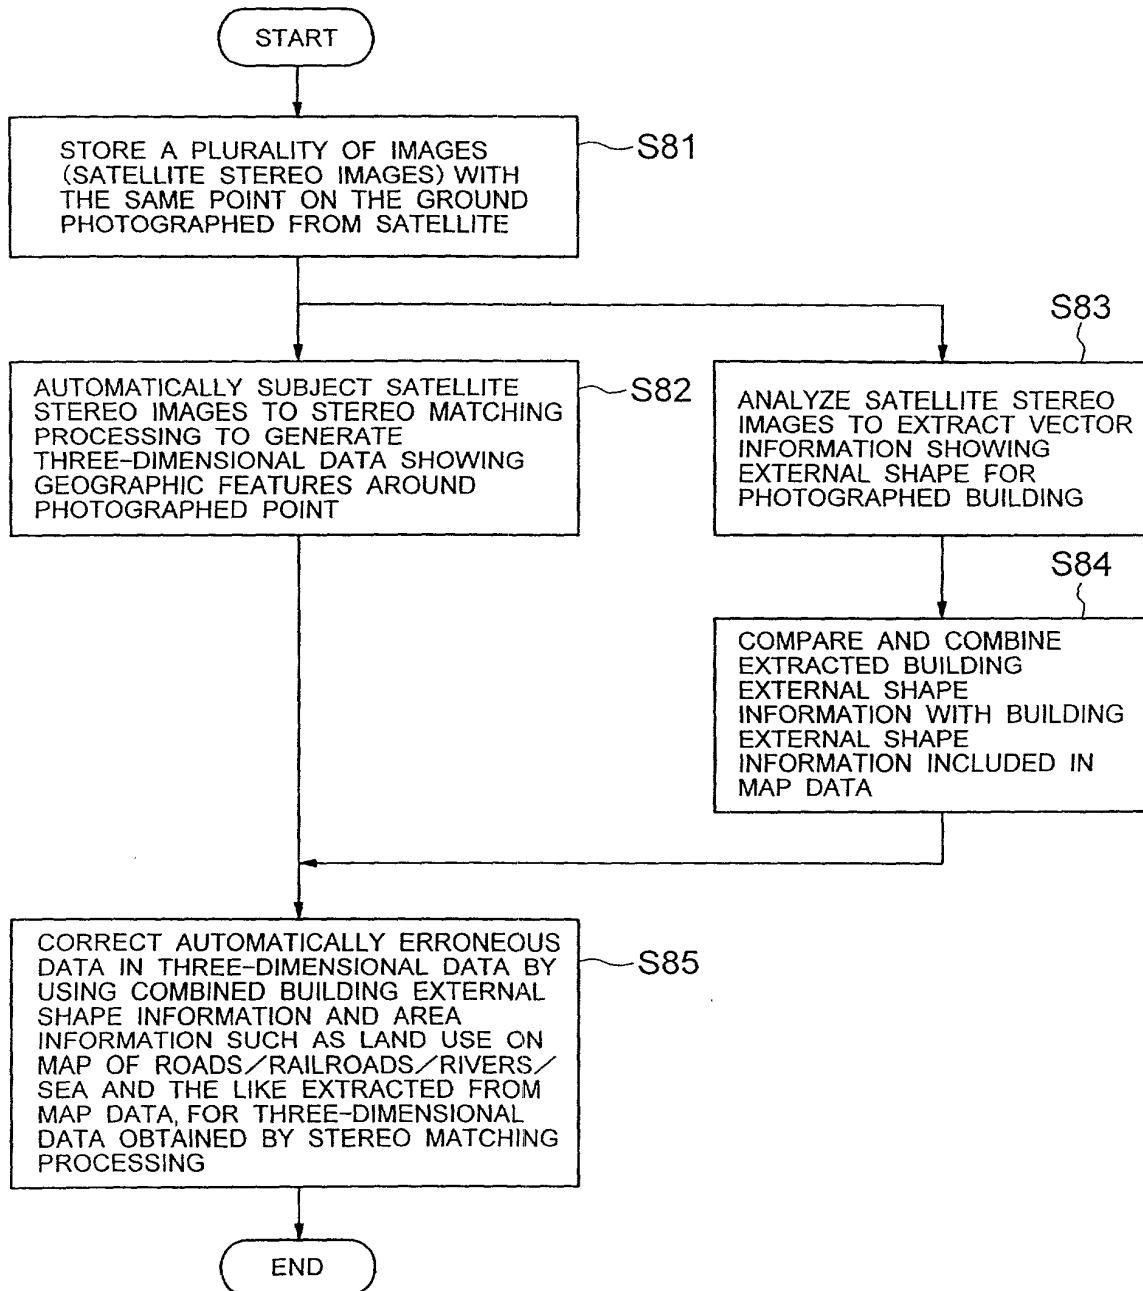 START
STORE A PLURALITY OF IMAGES
(SATELLITE STEREO IMAGES) WITH
THE SAME POINT ON THE GROUND
PHOTOGRAPHED FROM SATELLITE
S81
AUTOMATICALLY SUBJECT SATELLITE
STEREO IMAGES TO STEREO MATCHING
PROCESSING TO GENERATE
THREE-DIMENSIONAL DATA SHOWING
GEOGRAPHIC FEATURES AROUND
PHOTOGRAPHED POINT
S82
S83
ANALYZE SATELLITE STEREO
IMAGES TO EXTRACT VECTOR
INFORMATION SHOWING
EXTERNAL SHAPE FOR
PHOTOGRAPHED BUILDING
S84
COMPARE AND COMBINE
EXTRACTED BUILDING
EXTERNAL SHAPE
INFORMATION WITH BUILDING
EXTERNAL SHAPE
INFORMATION INCLUDED IN
MAP DATA
CORRECT AUTOMATICALLY ERRONEOUS
DATA IN THREE-DIMENSIONAL DATA BY
USING COMBINED BUILDING EXTERNAL
SHAPE INFORMATION AND AREA
INFORMATION SUCH AS LAND USE ON
MAP OF ROADS/RAILROADS/RIVERS/
SEA AND THE LIKE EXTRACTED FROM
MAP DATA, FOR THREE-DIMENSIONAL
DATA OBTAINED BY STEREO MATCHING
PROCESSING
S85
END